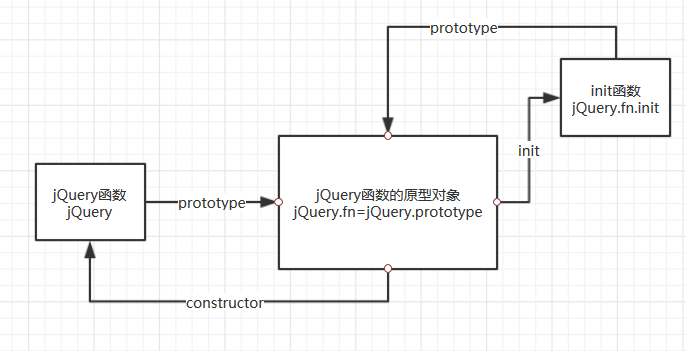 prototype
init函数
jQuery.fn.init
init
jQuery函数
jQuery
prototype
jQuery函数的原型对象
jQuery.fn=jQuery.prototype
constructor